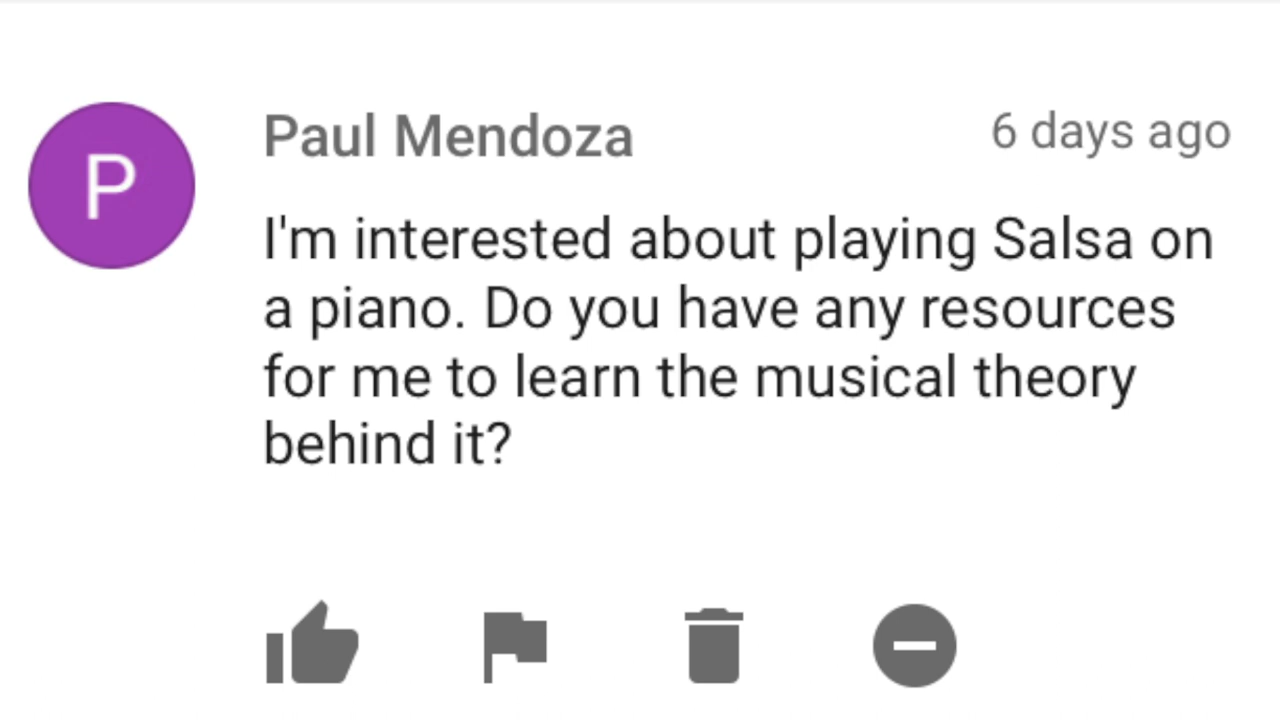 P
Paul Mendoza
6 days ago
I'm interested about playing Salsa on
a piano. Do you have any resources
for me to learn the musical theory
behind it?